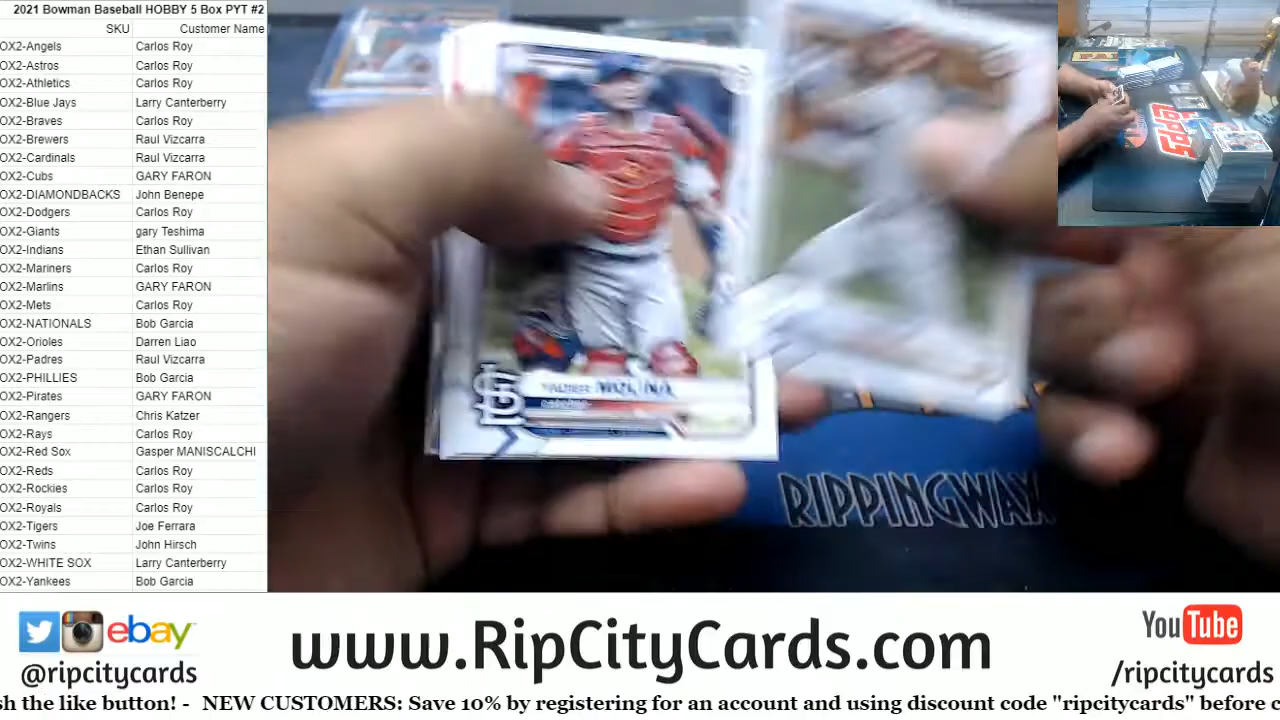 2021 Bowman Baseball HOBBY 5 Box PYT #2
SKU Customer Name
OX2-Angels Carlos Roy
OX2-Astros Carlos Roy
OX2-Athletics Carlos Roy
OX2-Blue Jays Larry Canterberry
OX2-Braves Carlos Roy
OX2-Brewers Raul Vizcarra
OX2-Cardinals Raul Vizcarra
OX2-Cubs GARY FARON
OX2-DIAMONDBACKS John Benepe
OX2-Dodgers Carlos Roy
OX2-Giants gary Teshima
OX2-Indians Ethan Sullivan
OX2-Mariners Carlos Roy
OX2-Marlins GARY FARON
OX2-Mets Carlos Roy
OX2-NATIONALS Bob Garcia
OX2-Orioles Darren Liao
OX2-Padres Raul Vizcarra
OX2-PHILLIES Bob Garcia
OX2-Pirates GARY FARON
OX2-Rangers Chris Katzer
OX2-Rays Carlos Roy
OX2-Red Sox Gasper MANISCALCHI
OX2-Reds Carlos Roy
OX2-Rockies Carlos Roy
OX2-Royals Carlos Roy
OX2-Tigers Joe Ferrara
OX2-Twins John Hirsch
OX2-WHITE SOX Larry Canterberry
OX2-Yankees Bob Garcia
YADIER MOLINA
STL
RIPPINGWAX
TOPPS
ebay
@ripcitycards
www.RipCityCards.com
YouTube
/ripcitycards
sh the like button! - NEW CUSTOMERS: Save 10% by registering for an account and using discount code "ripcitycards" before c